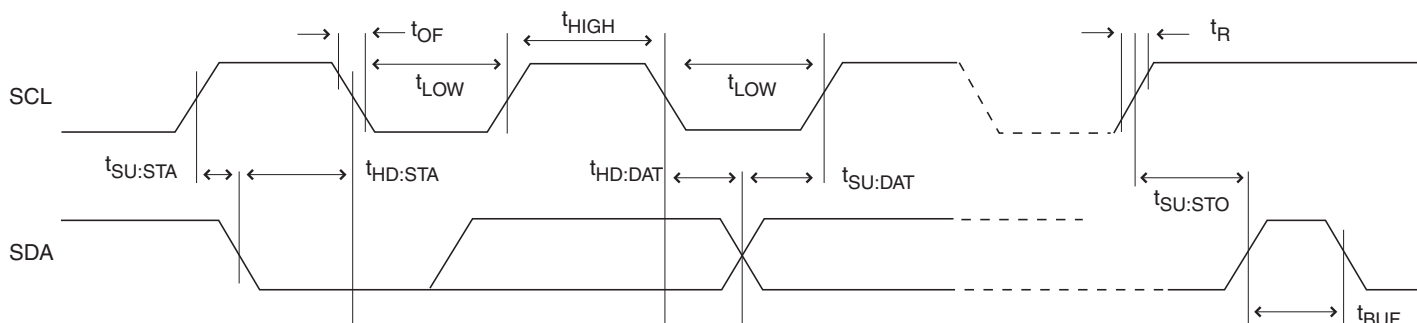 tOF
tHIGH
tR
tLOW
tLOW
SCL
tSU:STA
tHD:STA
tHD:DAT
tSU:DAT
tSU:STO
SDA
tBUF